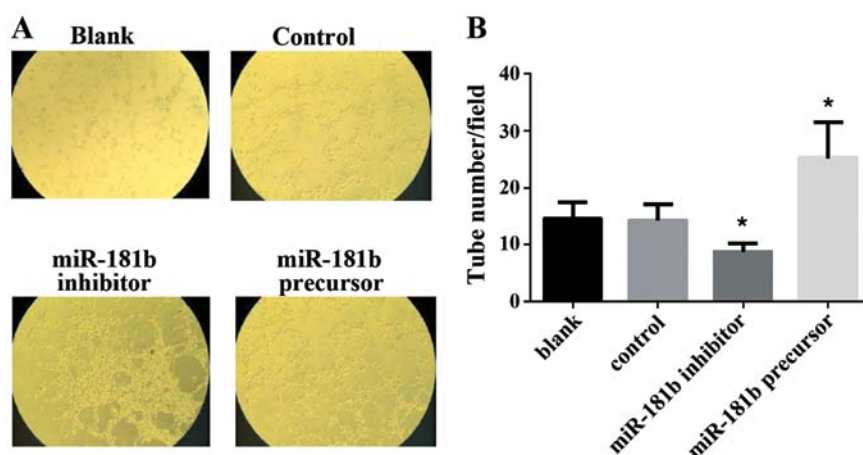 A
Blank
Control
miR-181b
inhibitor
miR-181b
precursor
B
Tube number/field
40
30
20
10
0
*
*
blank
control
miR-181b inhibitor
miR-181b precursor